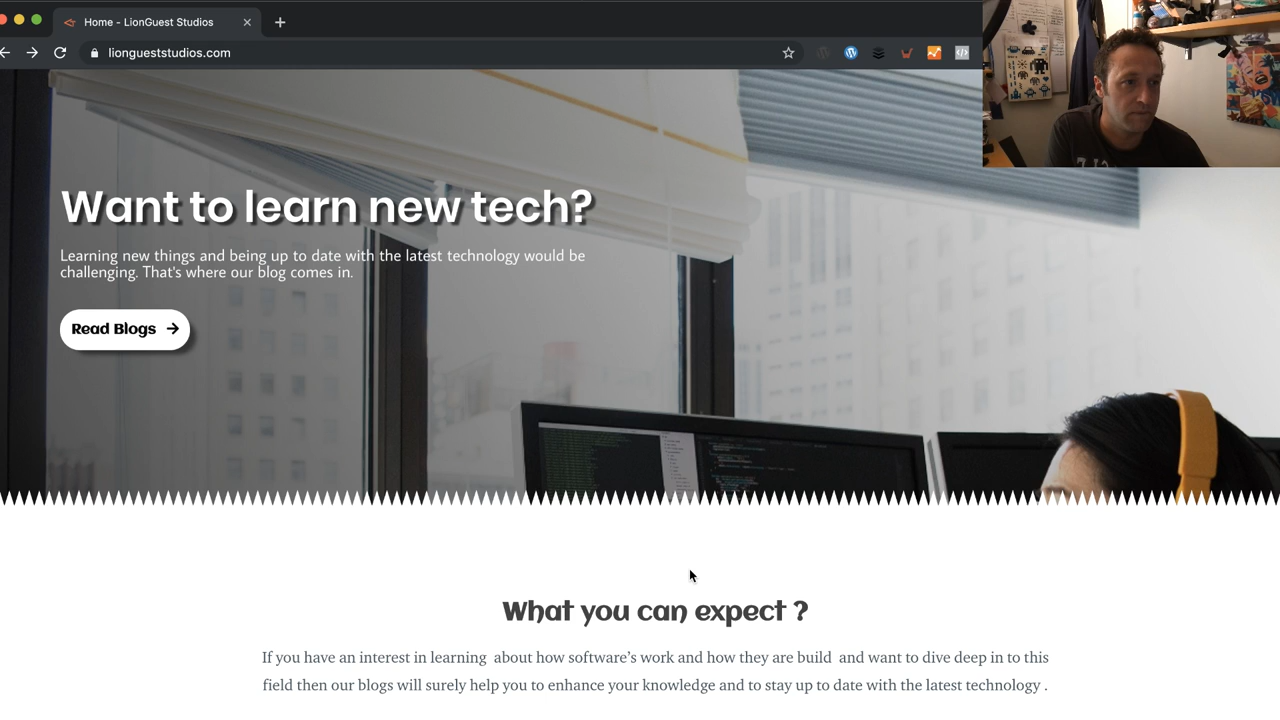 Home - LionGuest Studios
liongueststudios.com
Want to learn new tech?
Learning new things and being up to date with the latest technology would be
challenging. That's where our blog comes in.
Read Blogs
What you can expect ?
If you have an interest in learning  about how software’s work and how they are build  and want to dive deep in to this
field then our blogs will surely help you to enhance your knowledge and to stay up to date with the latest technology .